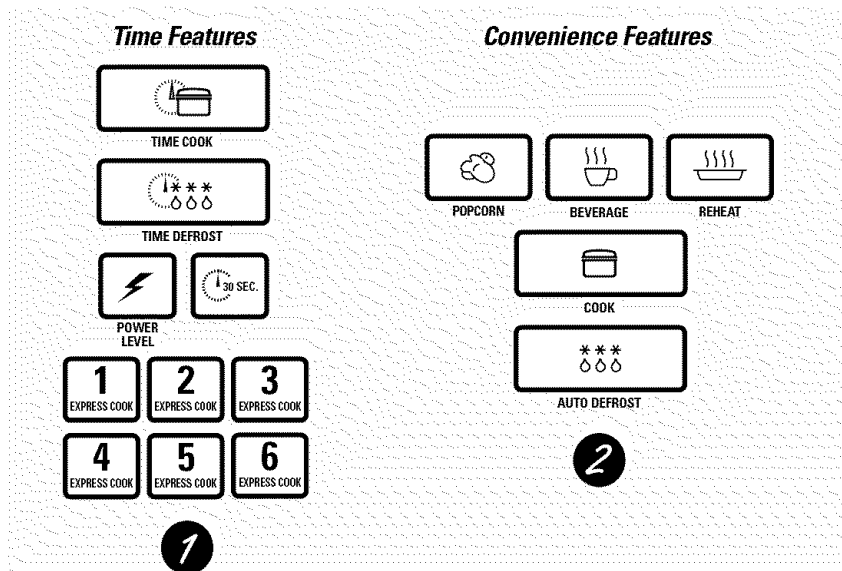 Time Features
TIME COOK
TIME DEFROST
30 SEC.
POWER
LEVEL
1 2 3
EXPRESS COOK EXPRESS COOK EXPRESS COOK
4 5 6
EXPRESS COOK EXPRESS COOK EXPRESS COOK
1
Convenience Features
POPCORN BEVERAGE REHEAT
COOK
AUTO DEFROST
2